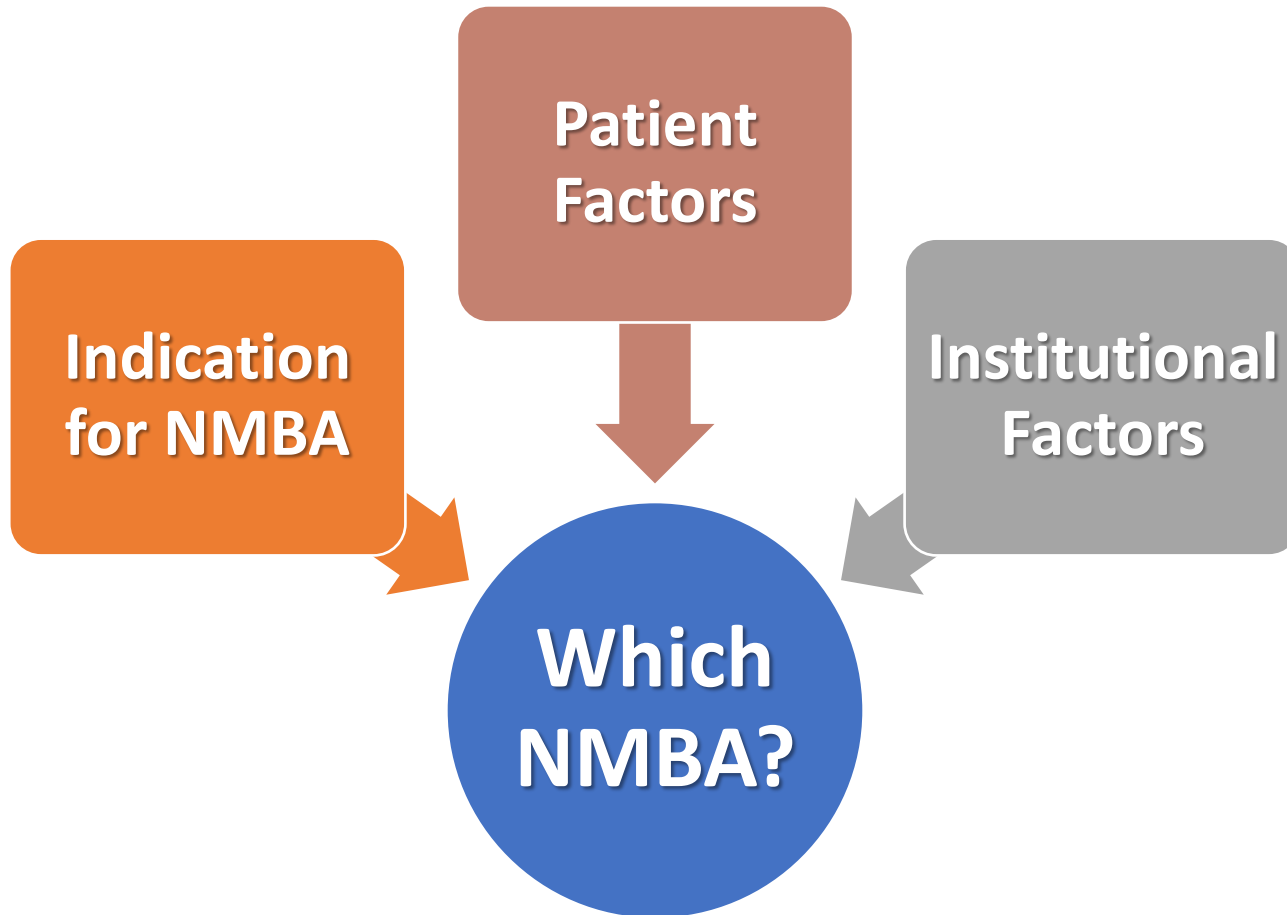 Patient
Factors
Indication
for NMBA
Institutional
Factors
Which
NMBA?